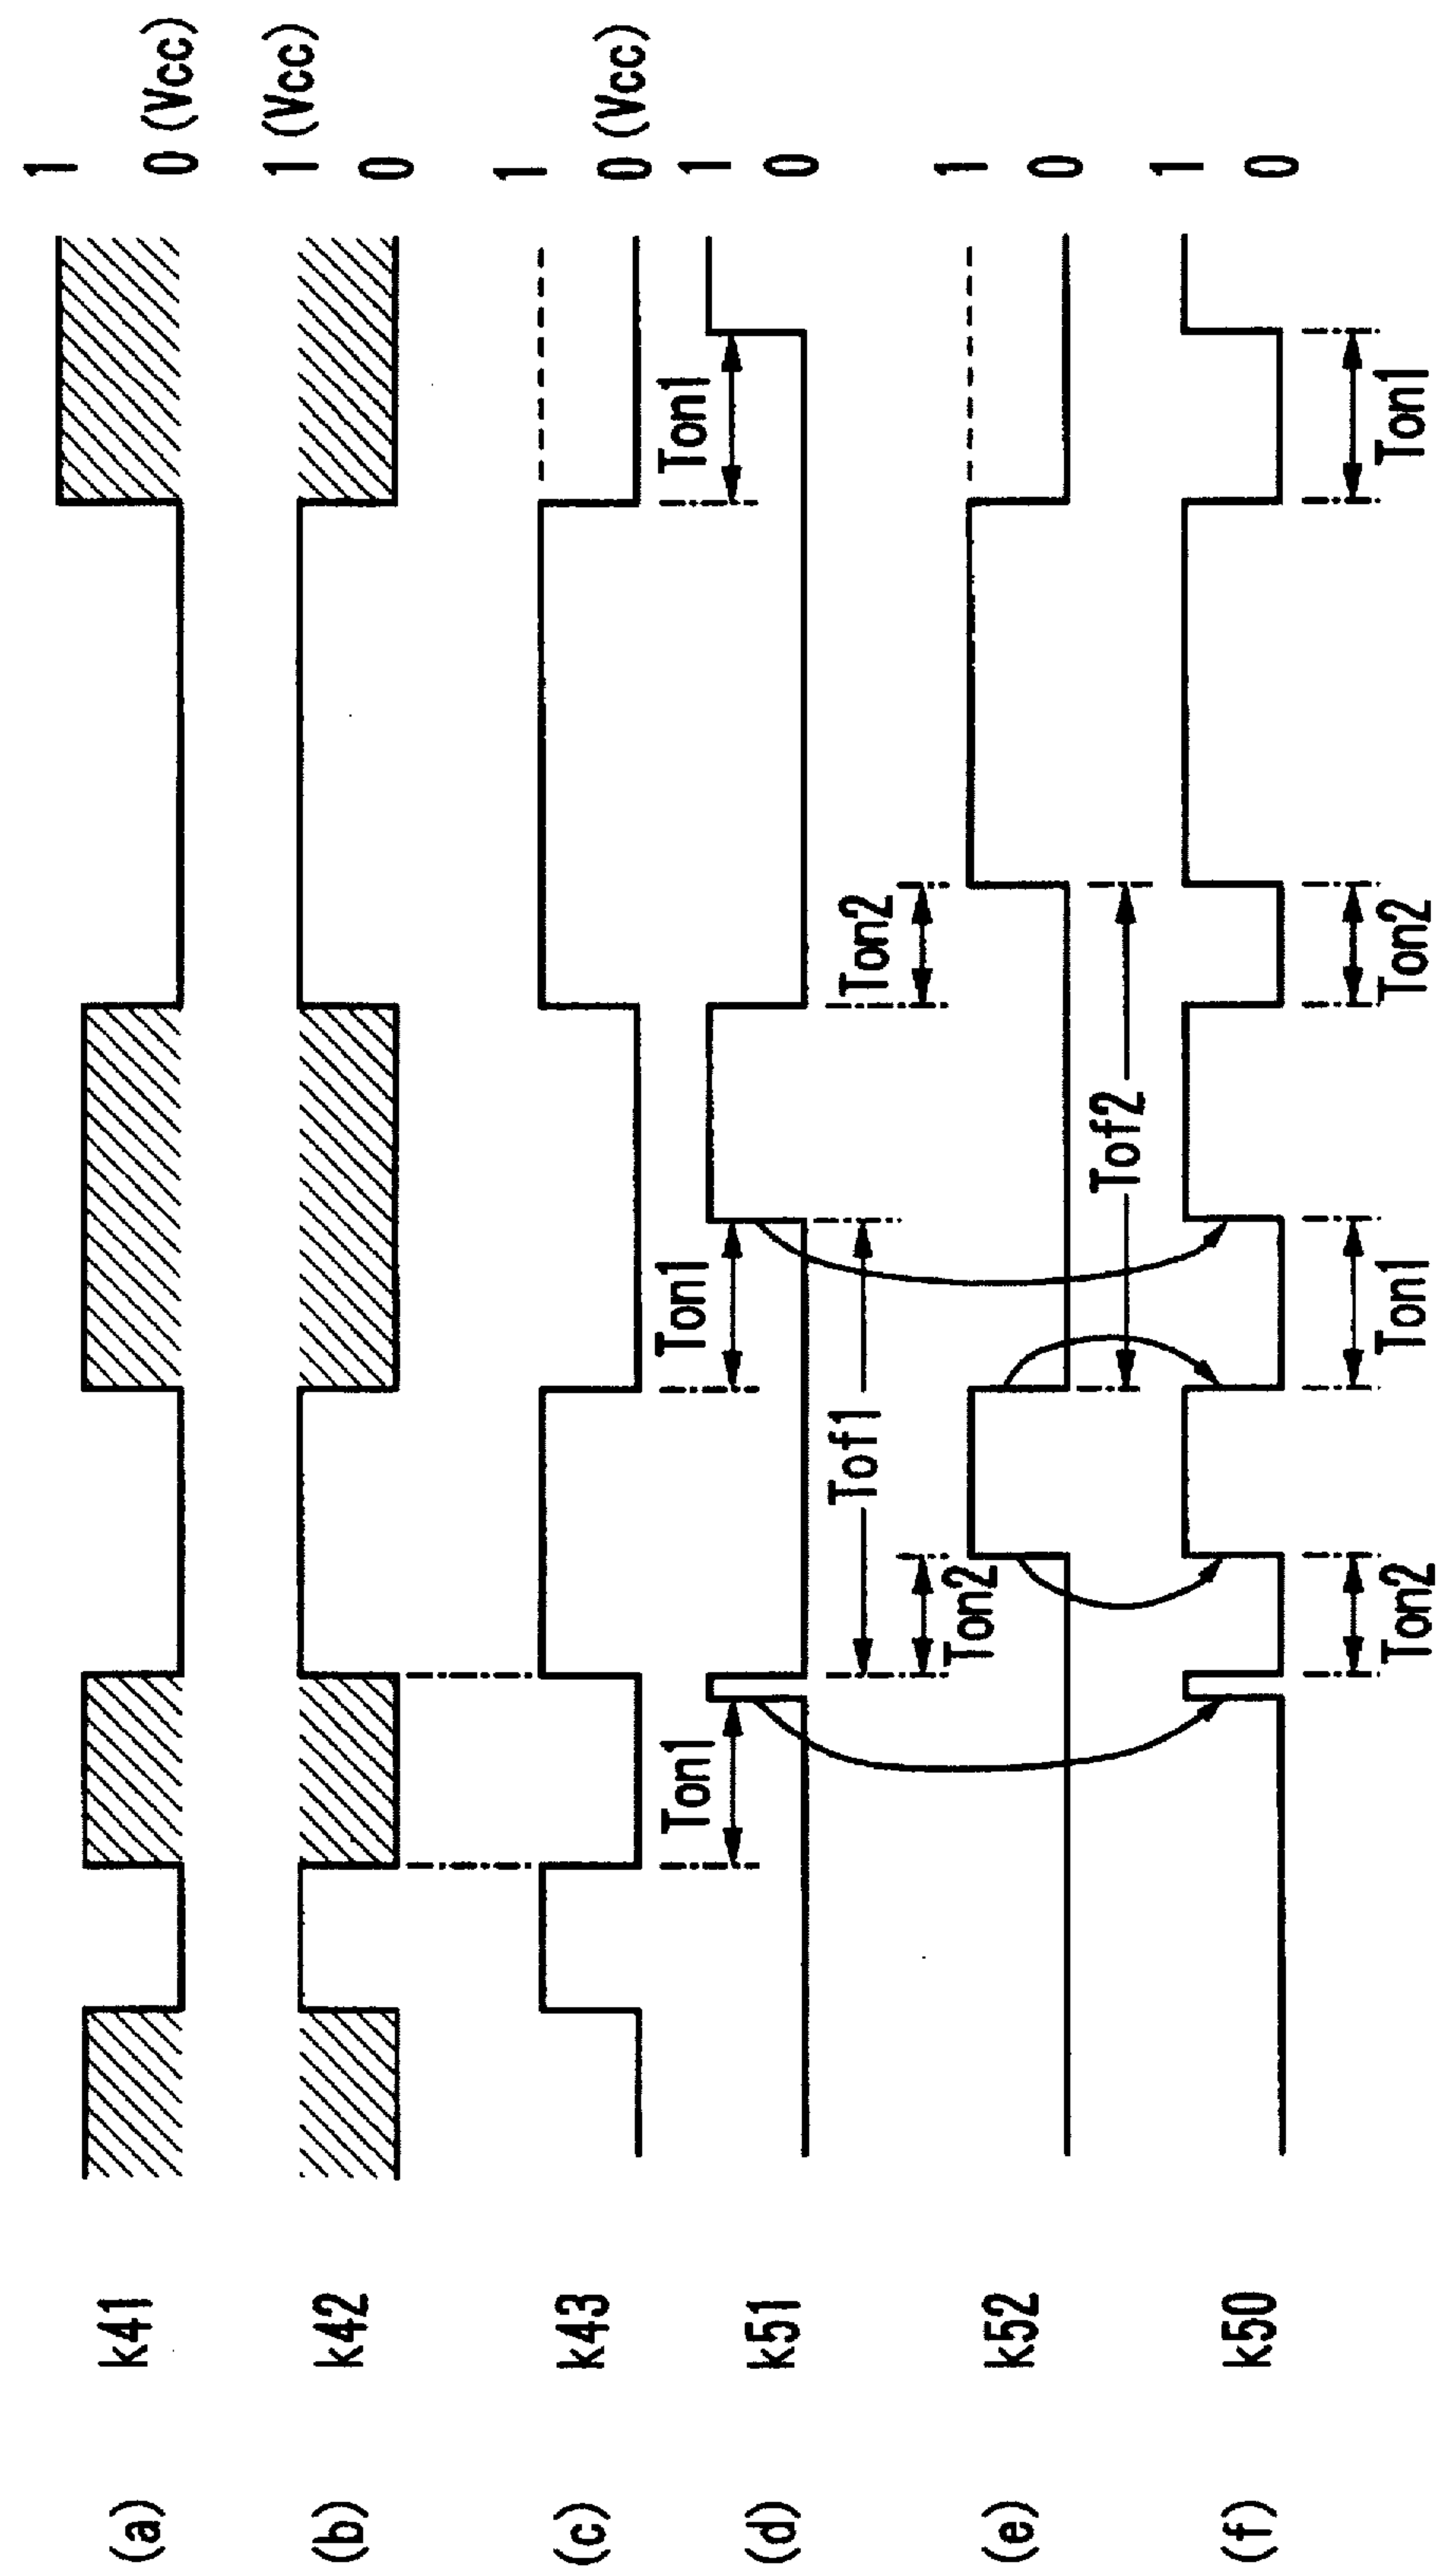 (a) k41 1
0 (Vcc)
(b) k42 1 (Vcc)
0
(c) k43 1
0 (Vcc)
Ton1 Ton1 Ton1
(d) k51 1
0
Tof1 Ton2
Ton2
(e) k52 1
0
Tof2
(f) k50 1
0
Ton2 Ton1 Ton2 Ton1